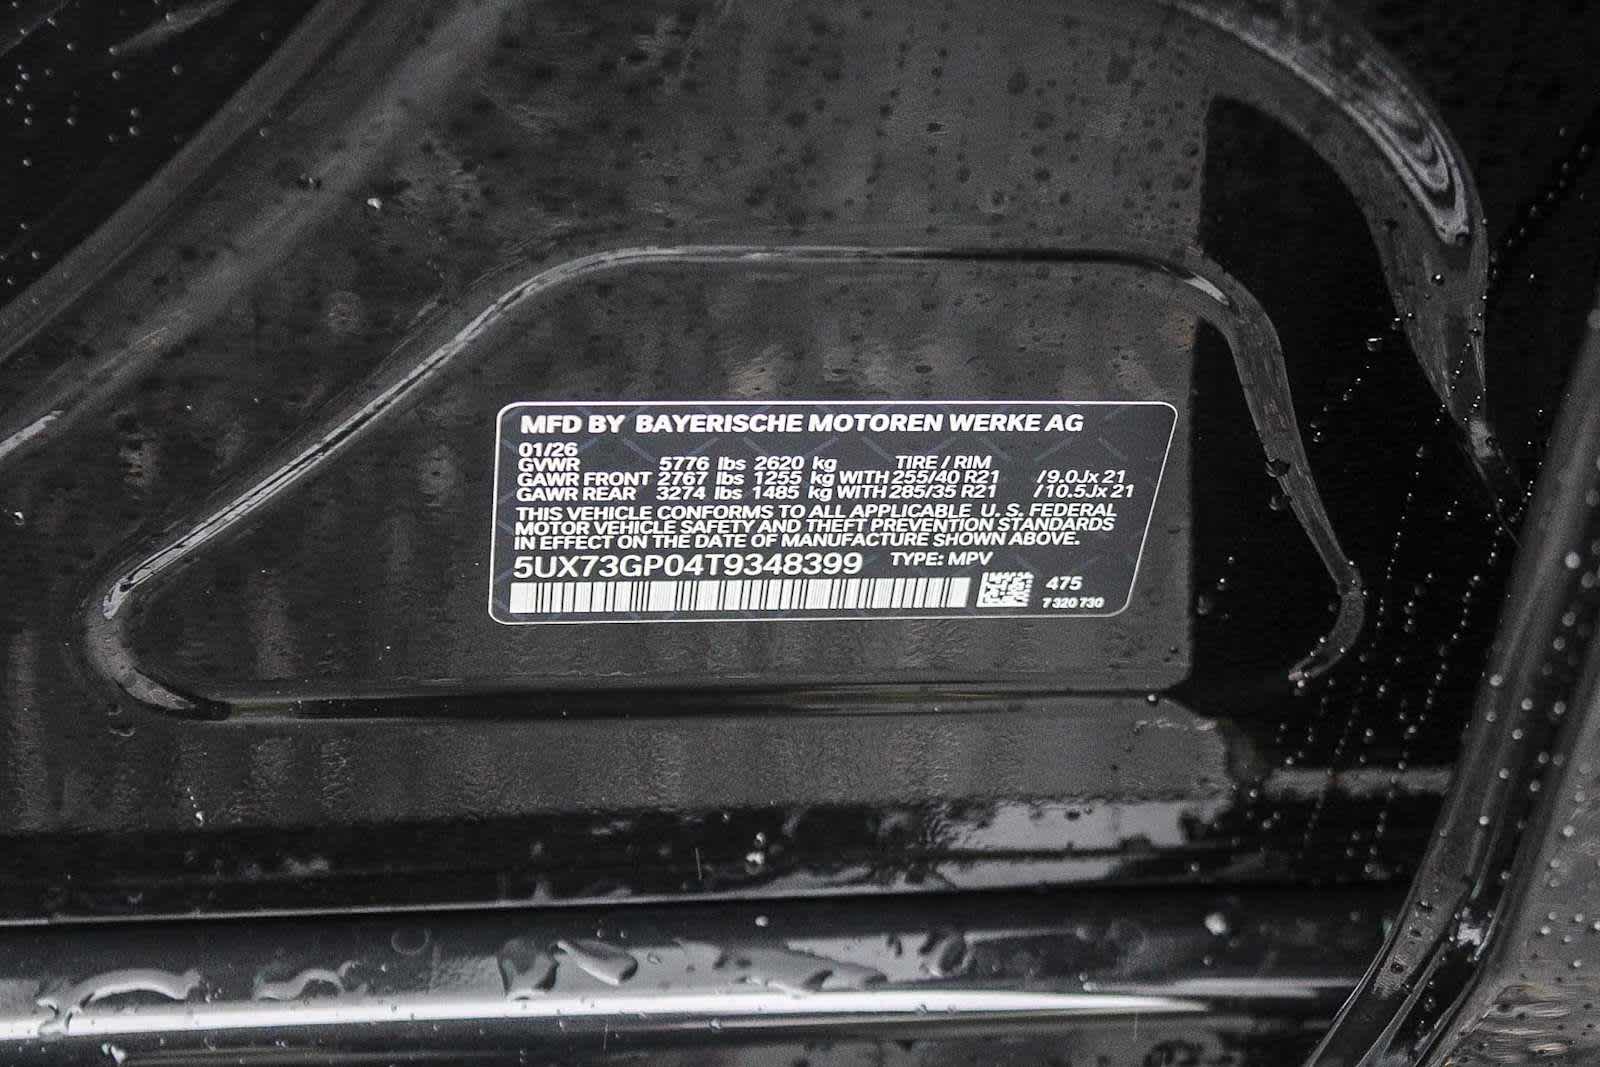 MFD BY BAYERISCHE MOTOREN WERKE AG
01/26
GVWR 5776 lbs 2620 kg TIRE / RIM
GAWR FRONT 2767 lbs 1255 kg WITH 255/40 R21 / 9.0Jx 21
GAWR REAR 3274 lbs 1485 kg WITH 285/35 R21 / 10.5Jx 21
THIS VEHICLE CONFORMS TO ALL APPLICABLE U. S. FEDERAL
MOTOR VEHICLE SAFETY AND THEFT PREVENTION STANDARDS
IN EFFECT ON THE DATE OF MANUFACTURE SHOWN ABOVE.
5UX73GP04T9348399 TYPE: MPV
475
7 320 730